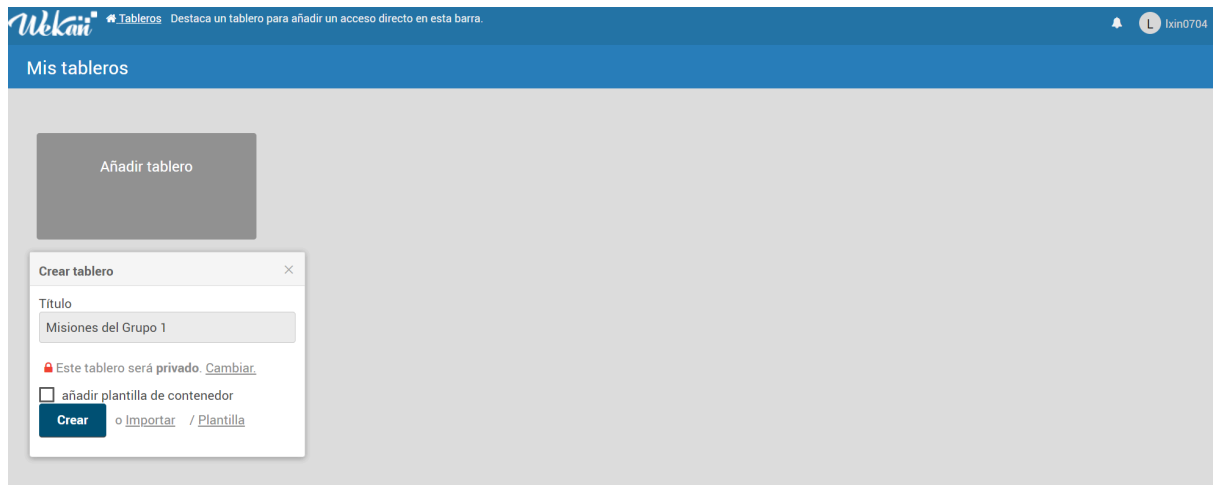 Wekan Tableros Destaca un tablero para añadir un acceso directo en esta barra. L lxin0704
Mis tableros
Añadir tablero
Crear tablero
Título
Misiones del Grupo 1
Este tablero será privado. Cambiar.
añadir plantilla de contenedor
Crear o Importar / Plantilla